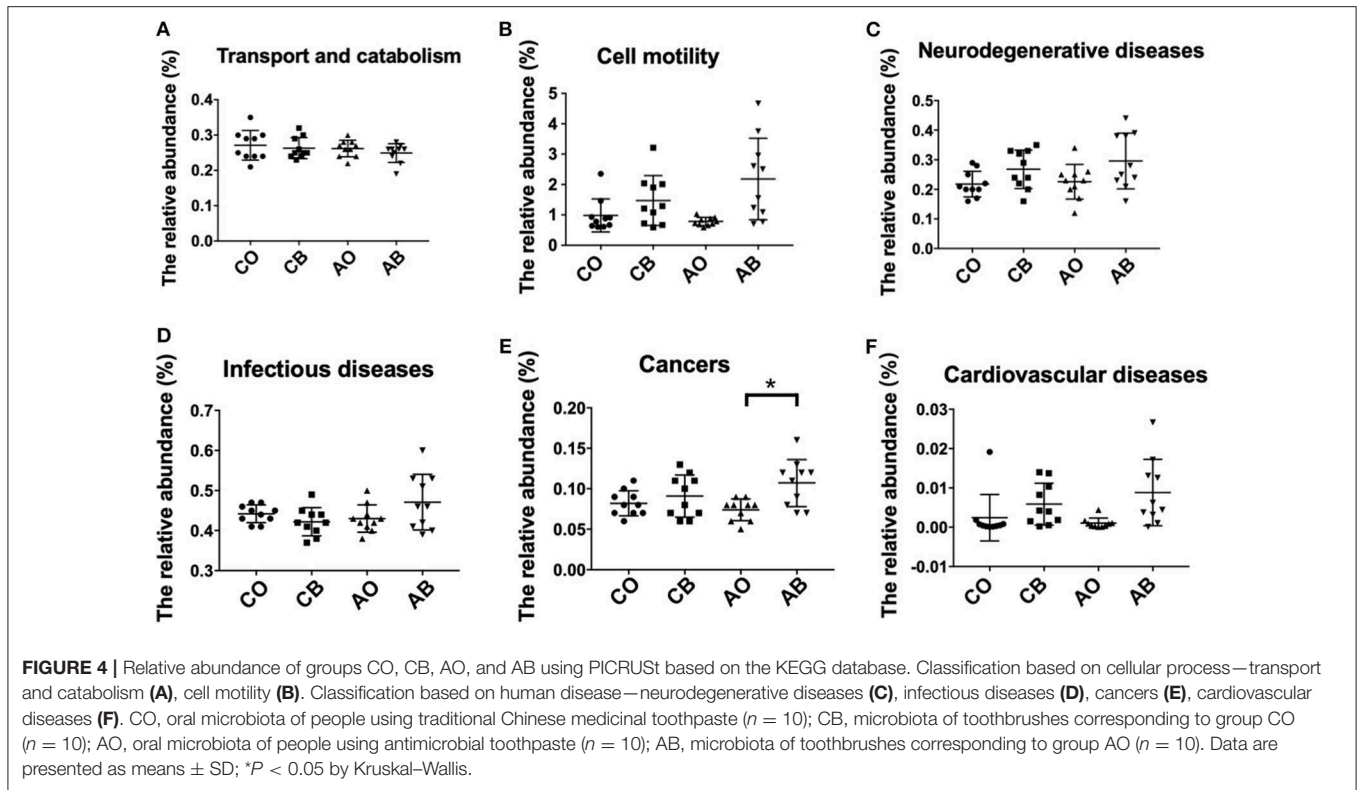 A
Transport and catabolism
The relative abundance (%)
0.4
0.3
0.2
0.1
0.0
CO
CB
AO
AB
B
Cell motility
The relative abundance (%)
5
4
3
2
1
0
CO
CB
AO
AB
C
Neurodegenerative diseases
The relative abundance (%)
0.5
0.4
0.3
0.2
0.1
0.0
CO
CB
AO
AB
D
Infectious diseases
The relative abundance (%)
0.7
0.6
0.5
0.4
0.3
CO
CB
AO
AB
E
Cancers
The relative abundance (%)
0.20
0.15
0.10
0.05
0.00
*
CO
CB
AO
AB
F
Cardiovascular diseases
The relative abundance (%)
0.03
0.02
0.01
0.00
-0.01
CO
CB
AO
AB
FIGURE 4 | Relative abundance of groups CO, CB, AO, and AB using PICRUSt based on the KEGG database. Classification based on cellular process—transport
and catabolism (A), cell motility (B). Classification based on human disease—neurodegenerative diseases (C), infectious diseases (D), cancers (E), cardiovascular
diseases (F). CO, oral microbiota of people using traditional Chinese medicinal toothpaste (n = 10); CB, microbiota of toothbrushes corresponding to group CO
(n = 10); AO, oral microbiota of people using antimicrobial toothpaste (n = 10); AB, microbiota of toothbrushes corresponding to group AO (n = 10). Data are
presented as means ± SD; *P < 0.05 by Kruskal–Wallis.